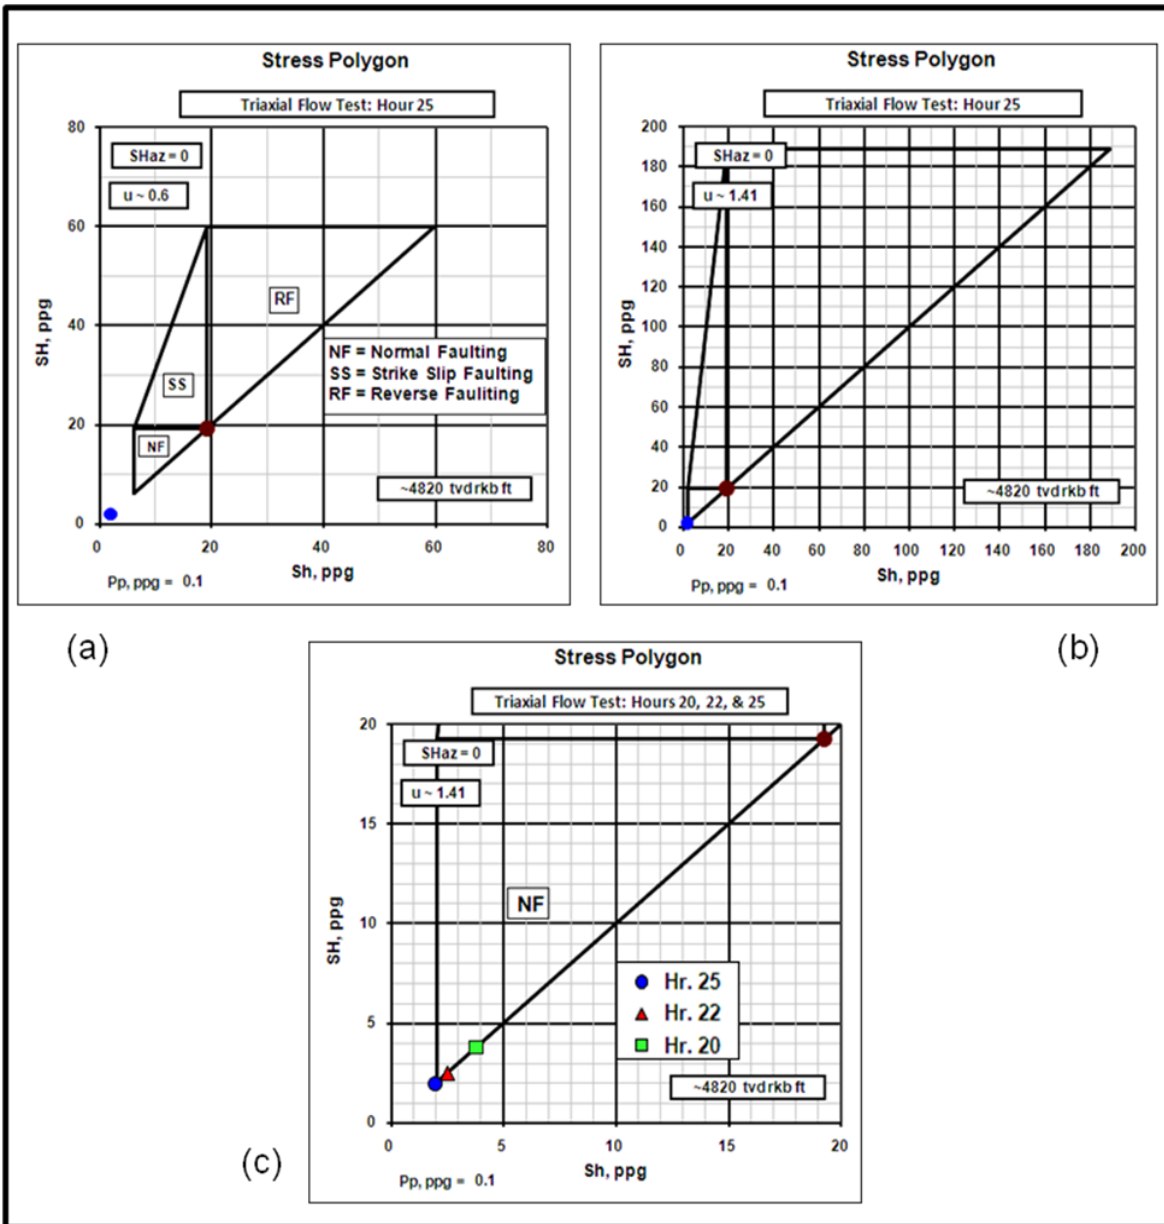 Stress Polygon
Triaxial Flow Test: Hour 25
80
60
40
20
0
SH, ppg
SHaz = 0
u ~ 0.6
RF
SS
NF
NF = Normal Faulting
SS = Strike Slip Faulting
RF = Reverse Fauliting
~4820 tvdrkb ft
0 20 40 60 80
Sh, ppg
Pp, ppg = 0.1
(a)
Stress Polygon
Triaxial Flow Test: Hour 25
200
180
160
140
120
100
80
60
40
20
0
SH, ppg
SHaz = 0
u ~ 1.41
~4820 tvdrkb ft
0 20 40 60 80 100 120 140 160 180 200
Sh, ppg
Pp, ppg = 0.1
(b)
Stress Polygon
Triaxial Flow Test: Hours 20, 22, & 25
20
15
10
5
0
SH, ppg
SHaz = 0
u ~ 1.41
NF
Hr. 25
Hr. 22
Hr. 20
~4820 tvdrkb ft
0 5 10 15 20
Sh, ppg
Pp, ppg = 0.1
(c)